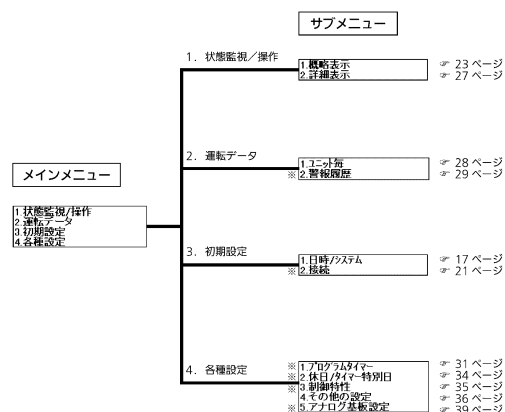 サブメニュー
1. 状態監視／操作
1.概略表示 ☞ 23 ページ
2.詳細表示 ☞ 27 ページ
2. 運転データ
1.ユニット毎 ☞ 28 ページ
※ 2.警報履歴 ☞ 29 ページ
メインメニュー
1.状態監視/操作
2.運転データ
3.初期設定
4.各種設定
3. 初期設定
1.日時/システム ☞ 17 ページ
※ 2.接続 ☞ 21 ページ
4. 各種設定
※ 1.プログラムタイマー ☞ 31 ページ
※ 2.休日/タイマー特別日 ☞ 34 ページ
※ 3.制御特性 ☞ 35 ページ
4.その他の設定 ☞ 36 ページ
※ 5.アナログ基板設定 ☞ 39 ページ